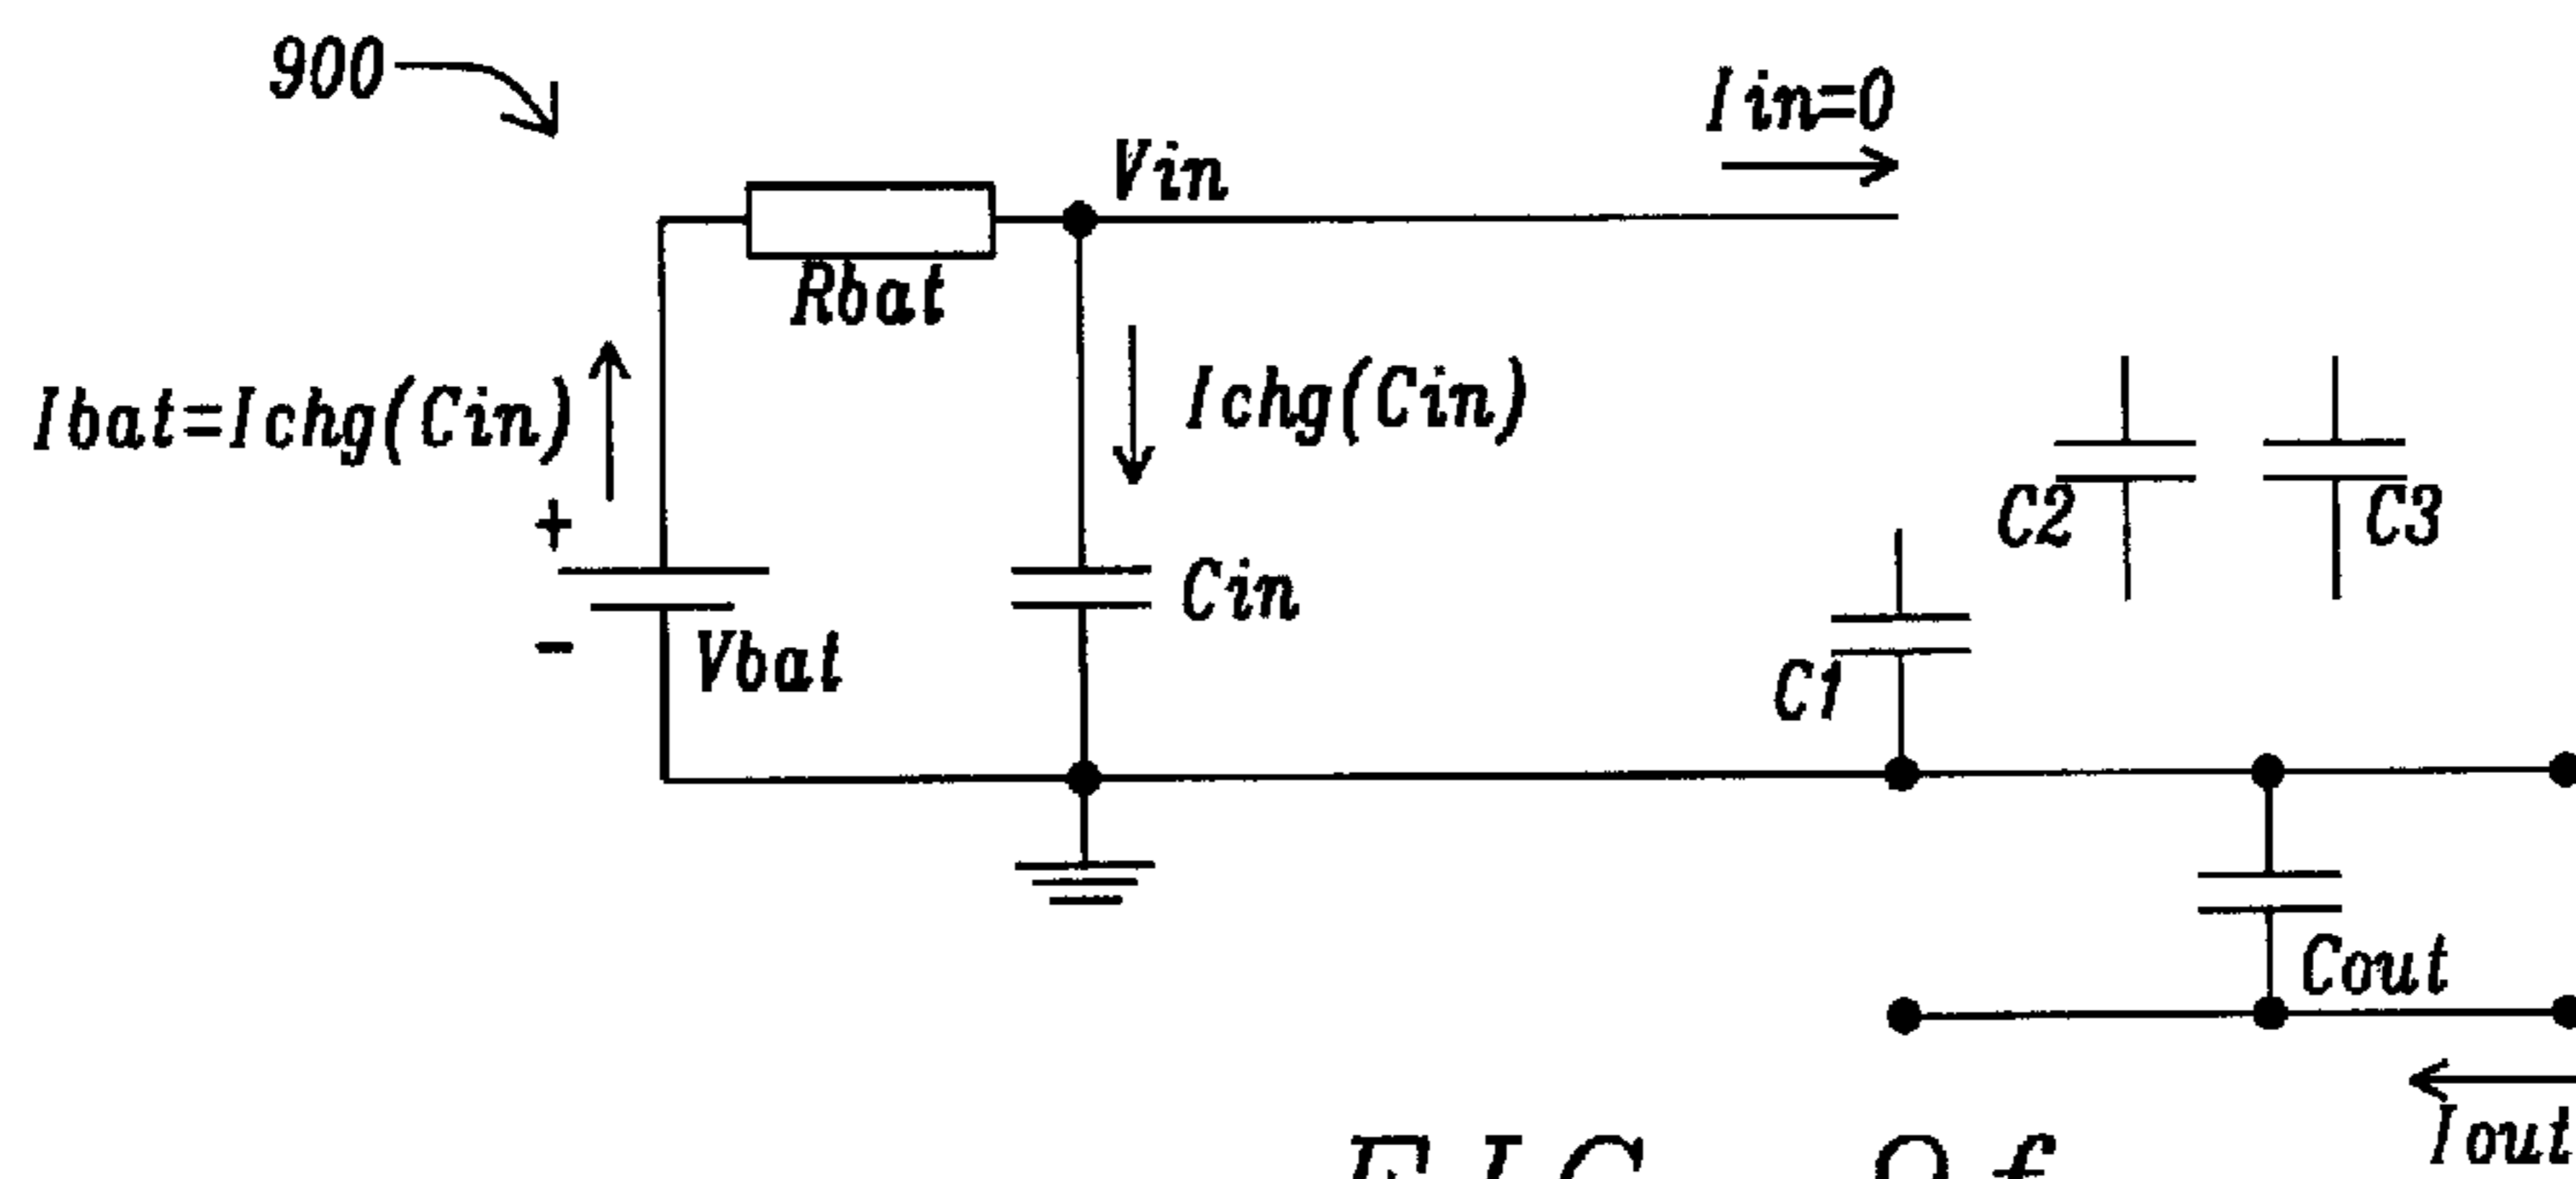 900
Iin=0
Vin
Rbat
Ibat=Ichg(Cin)
Ichg(Cin)
C2
C3
+
Cin
-
Vbat
C1
Cout
Iout